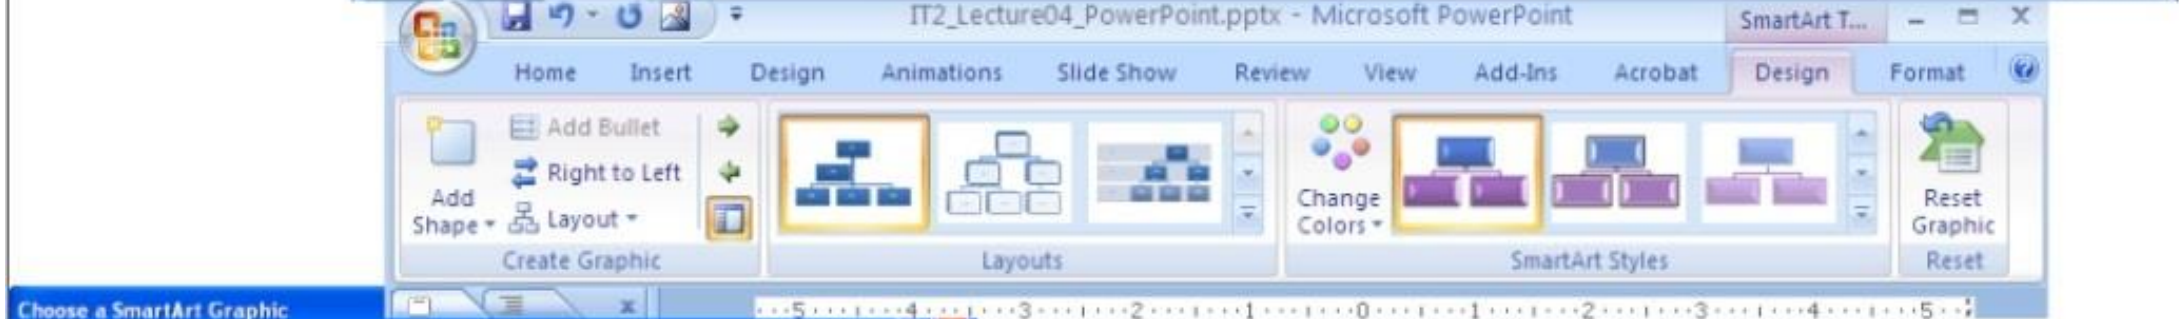 IT2_Lecture04_PowerPoint.pptx - Microsoft PowerPoint
SmartArt T...
Home Insert Design Animations Slide Show Review View Add-Ins Acrobat Design Format
Add Shape
Add Bullet
Right to Left
Layout
Create Graphic
Layouts
Change Colors
SmartArt Styles
Reset Graphic
Reset
Choose a SmartArt Graphic
5 4 3 2 1 0 1 2 3 4 5